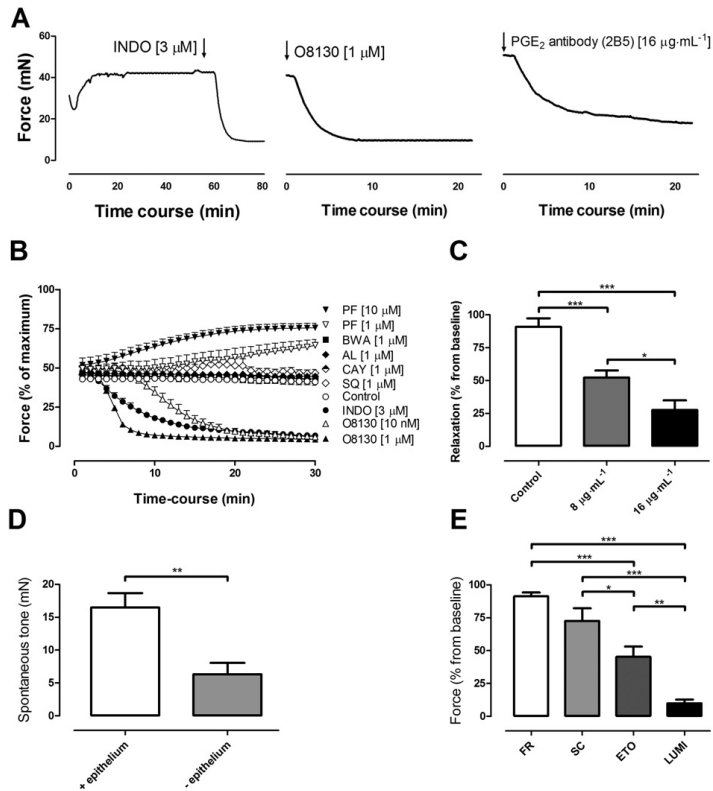 A
INDO [3 µM]
O8130 [1 µM]
PGE2 antibody (2B5) [16 µg·mL-1]
Force (mN)
60
40
20
0
0 20 40 60 80
0 10 20
0 10 20
Time course (min)
Time course (min)
Time course (min)
B
Force (% of maximum)
100
75
50
25
0
0 10 20 30
Time-course (min)
PF [10 µM]
PF [1 µM]
BWA [1 µM]
AL [1 µM]
CAY [1 µM]
SQ [1 µM]
Control
INDO [3 µM]
O8130 [10 nM]
O8130 [1 µM]
C
Relaxation (% from baseline)
100
75
50
25
0
***
***
*
Control
8 µg·mL-1
16 µg·mL-1
D
Spontaneous tone (mN)
20
15
10
5
0
**
+ epithelium
- epithelium
E
Force (% from baseline)
100
75
50
25
0
***
***
***
*
**
FR
SC
ETO
LUMI